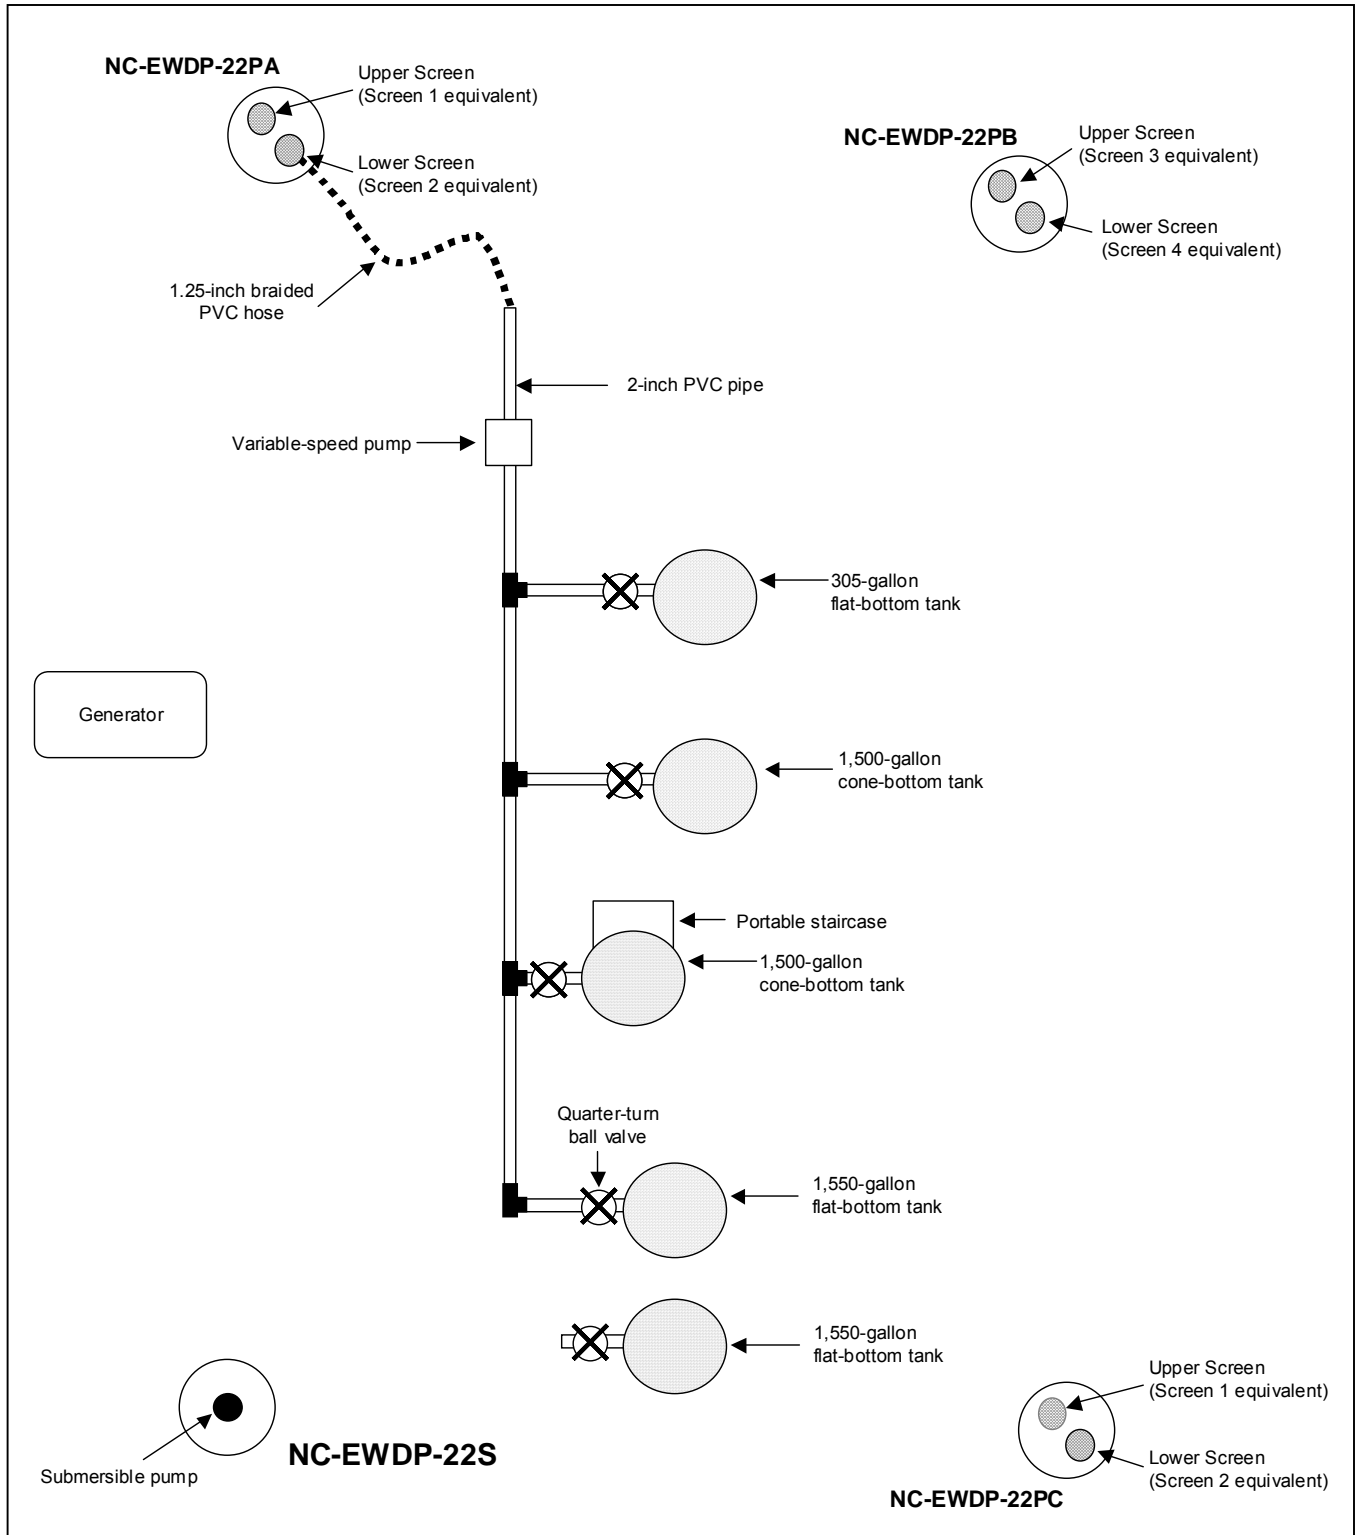 NC-EWDP-22PA
Upper Screen
(Screen 1 equivalent)
Lower Screen
(Screen 2 equivalent)
NC-EWDP-22PB
Upper Screen
(Screen 3 equivalent)
Lower Screen
(Screen 4 equivalent)
1.25-inch braided
PVC hose
2-inch PVC pipe
Variable-speed pump
305-gallon
flat-bottom tank
Generator
1,500-gallon
cone-bottom tank
Portable staircase
1,500-gallon
cone-bottom tank
Quarter-turn
ball valve
1,550-gallon
flat-bottom tank
1,550-gallon
flat-bottom tank
Submersible pump
NC-EWDP-22S
Upper Screen
(Screen 1 equivalent)
Lower Screen
(Screen 2 equivalent)
NC-EWDP-22PC